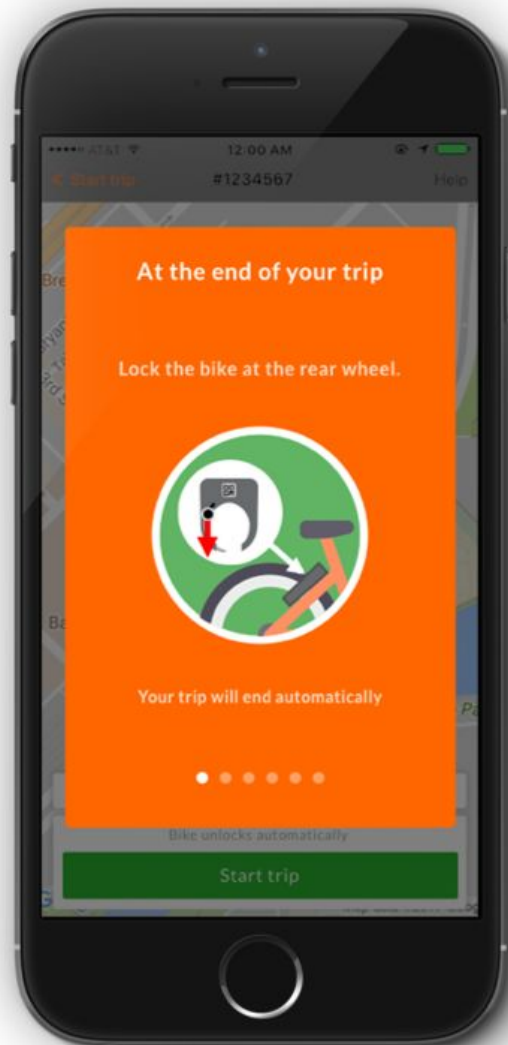 AT&T
12:00 AM
Start trip
#1234567
Help
At the end of your trip
Lock the bike at the rear wheel.
Your trip will end automatically
Bike unlocks automatically
Start trip